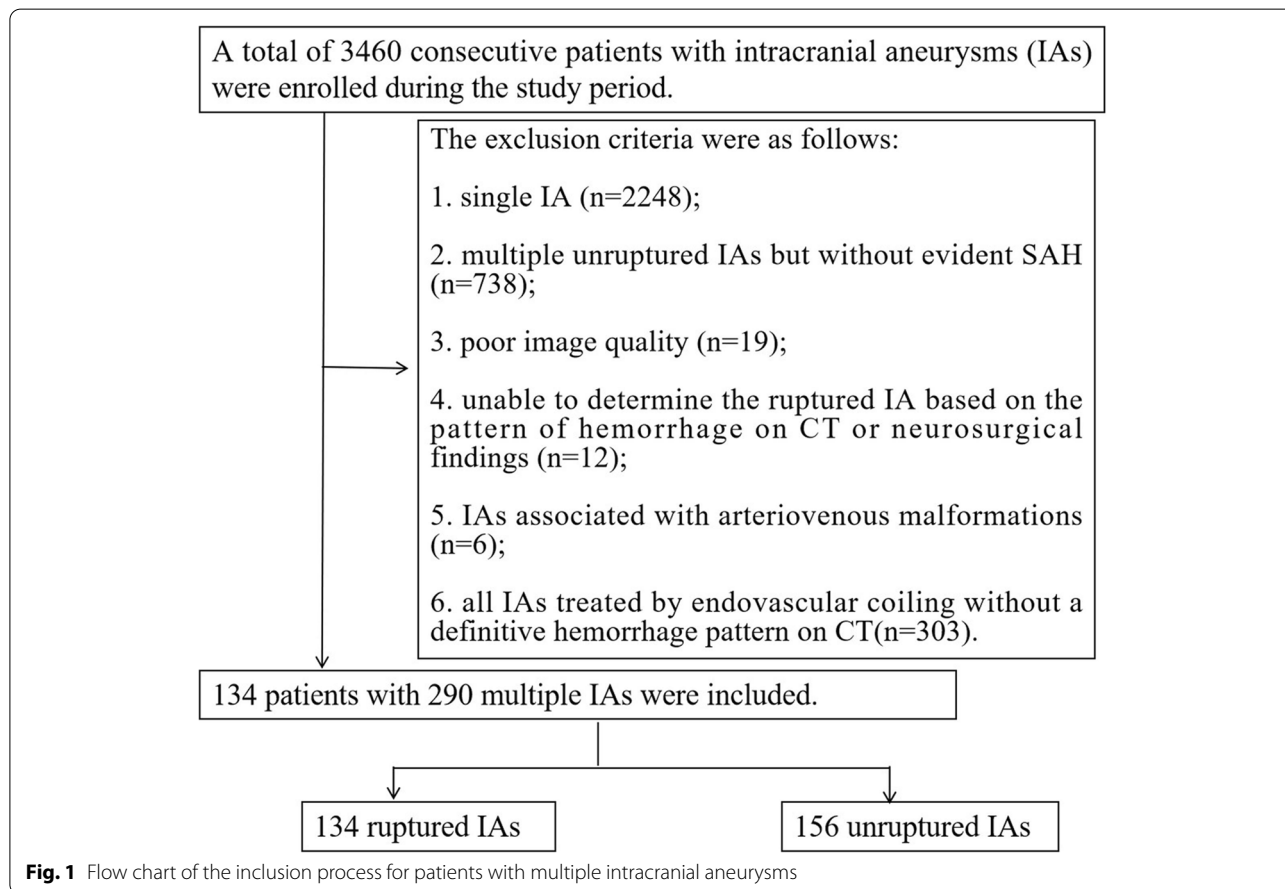 A total of 3460 consecutive patients with intracranial aneurysms (IAs)
were enrolled during the study period.
The exclusion criteria were as follows:
1. single IA (n=2248);
2. multiple unruptured IAs but without evident SAH
(n=738);
3. poor image quality (n=19);
4. unable to determine the ruptured IA based on the
pattern of hemorrhage on CT or neurosurgical
findings (n=12);
5. IAs associated with arteriovenous malformations
(n=6);
6. all IAs treated by endovascular coiling without a
definitive hemorrhage pattern on CT(n=303).
134 patients with 290 multiple IAs were included.
134 ruptured IAs
156 unruptured IAs
Fig. 1 Flow chart of the inclusion process for patients with multiple intracranial aneurysms